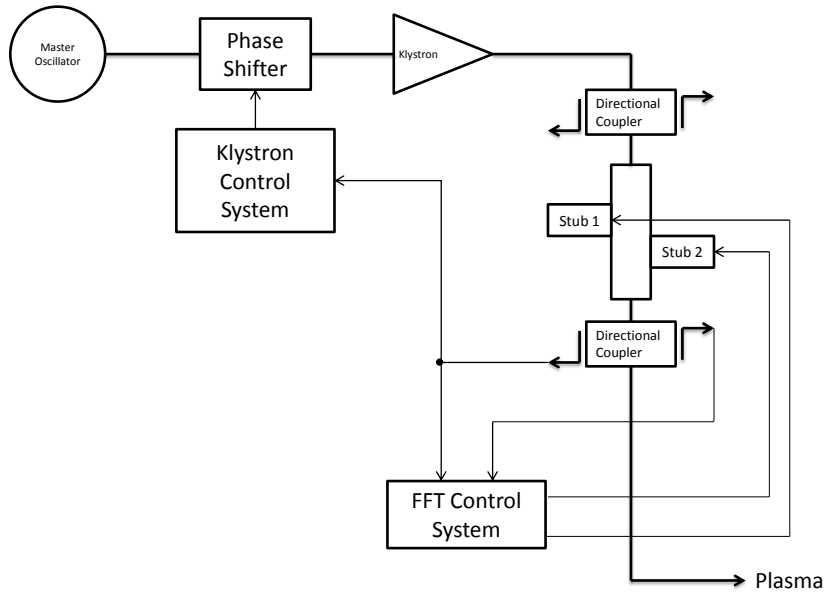 Master
Oscillator
Phase
Shifter
Klystron
Directional
Coupler
Klystron
Control
System
Stub 1
Stub 2
Directional
Coupler
FFT Control
System
Plasma